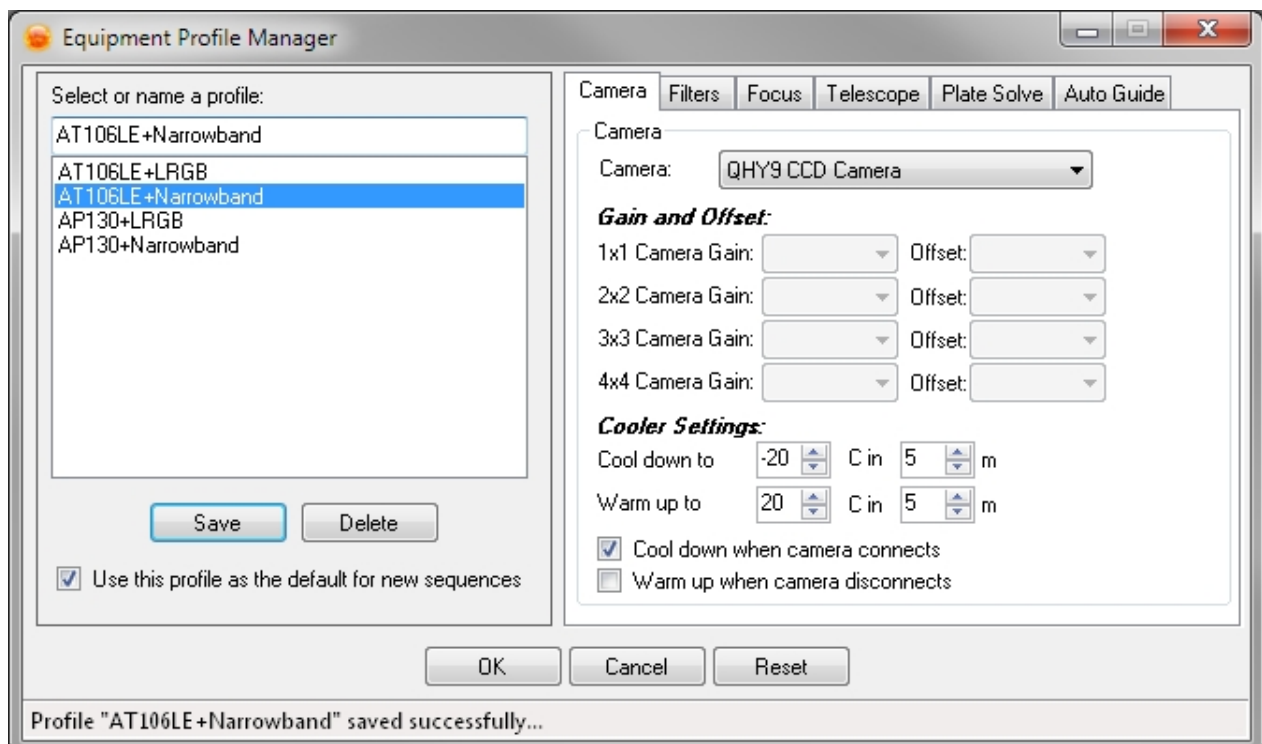 Equipment Profile Manager
Select or name a profile:
AT106LE+Narrowband
AT106LE+LRGB
AT106LE+Narrowband
AP130+LRGB
AP130+Narrowband
Save Delete
Use this profile as the default for new sequences
Camera Filters Focus Telescope Plate Solve Auto Guide
Camera
Camera: QHY9 CCD Camera
Gain and Offset:
1x1 Camera Gain: Offset:
2x2 Camera Gain: Offset:
3x3 Camera Gain: Offset:
4x4 Camera Gain: Offset:
Cooler Settings:
Cool down to -20 C in 5 m
Warm up to 20 C in 5 m
Cool down when camera connects
Warm up when camera disconnects
OK Cancel Reset
Profile "AT106LE+Narrowband" saved successfully...